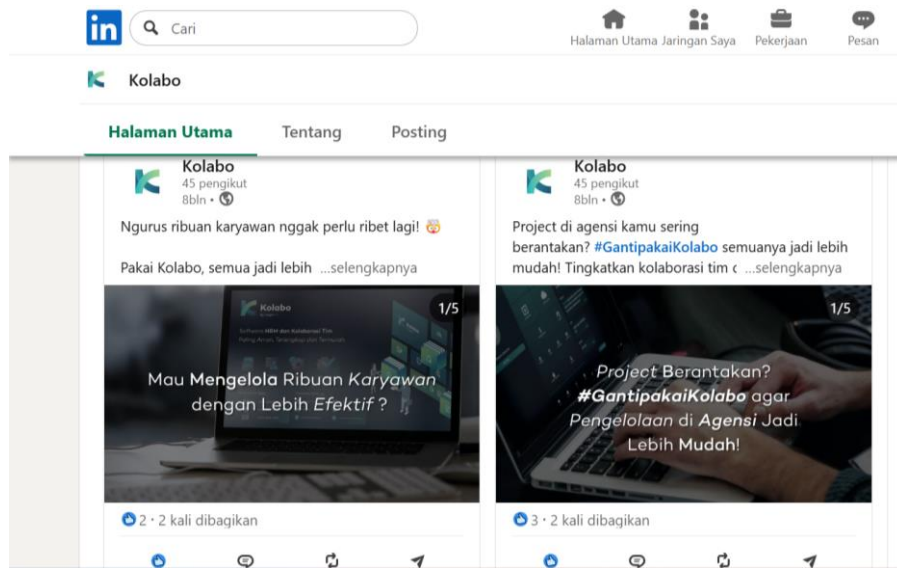 in
Cari
Halaman Utama
Jaringan Saya
Pekerjaan
Pesan
Kolabo
Halaman Utama
Tentang
Posting
Kolabo
45 pengikut
8bln •
Ngurus ribuan karyawan nggak perlu ribet lagi! 🤯
Pakai Kolabo, semua jadi lebih ...selengkapnya
Kolabo
1/5
Mau Mengelola Ribuan Karyawan
dengan Lebih Efektif ?
2 · 2 kali dibagikan
Kolabo
45 pengikut
8bln •
Project di agensi kamu sering
berantakan? #GantipakaiKolabo semuanya jadi lebih
mudah! Tingkatkan kolaborasi tim ...selengkapnya
1/5
Project Berantakan?
#GantipakaiKolabo agar
Pengelolaan di Agensi Jadi
Lebih Mudah!
3 · 2 kali dibagikan